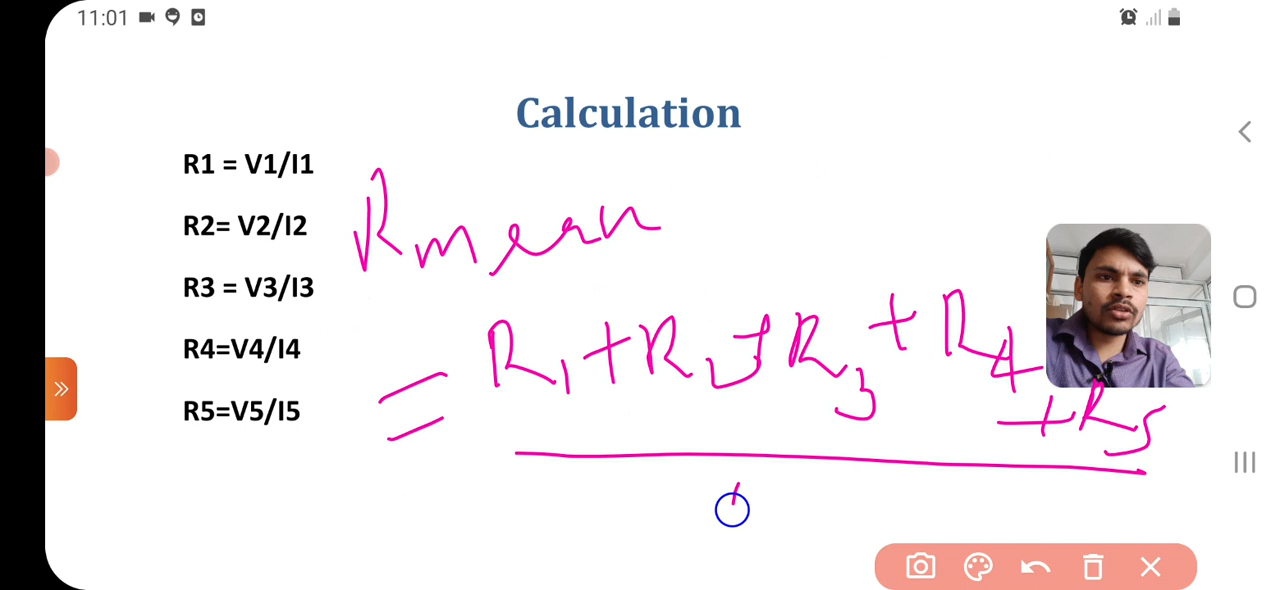 11:01
Calculation
R1 = V1/I1
R2= V2/I2
R3 = V3/I3
R4=V4/I4
R5=V5/I5
Rmean
= R1+R2+R3+R4
+R5